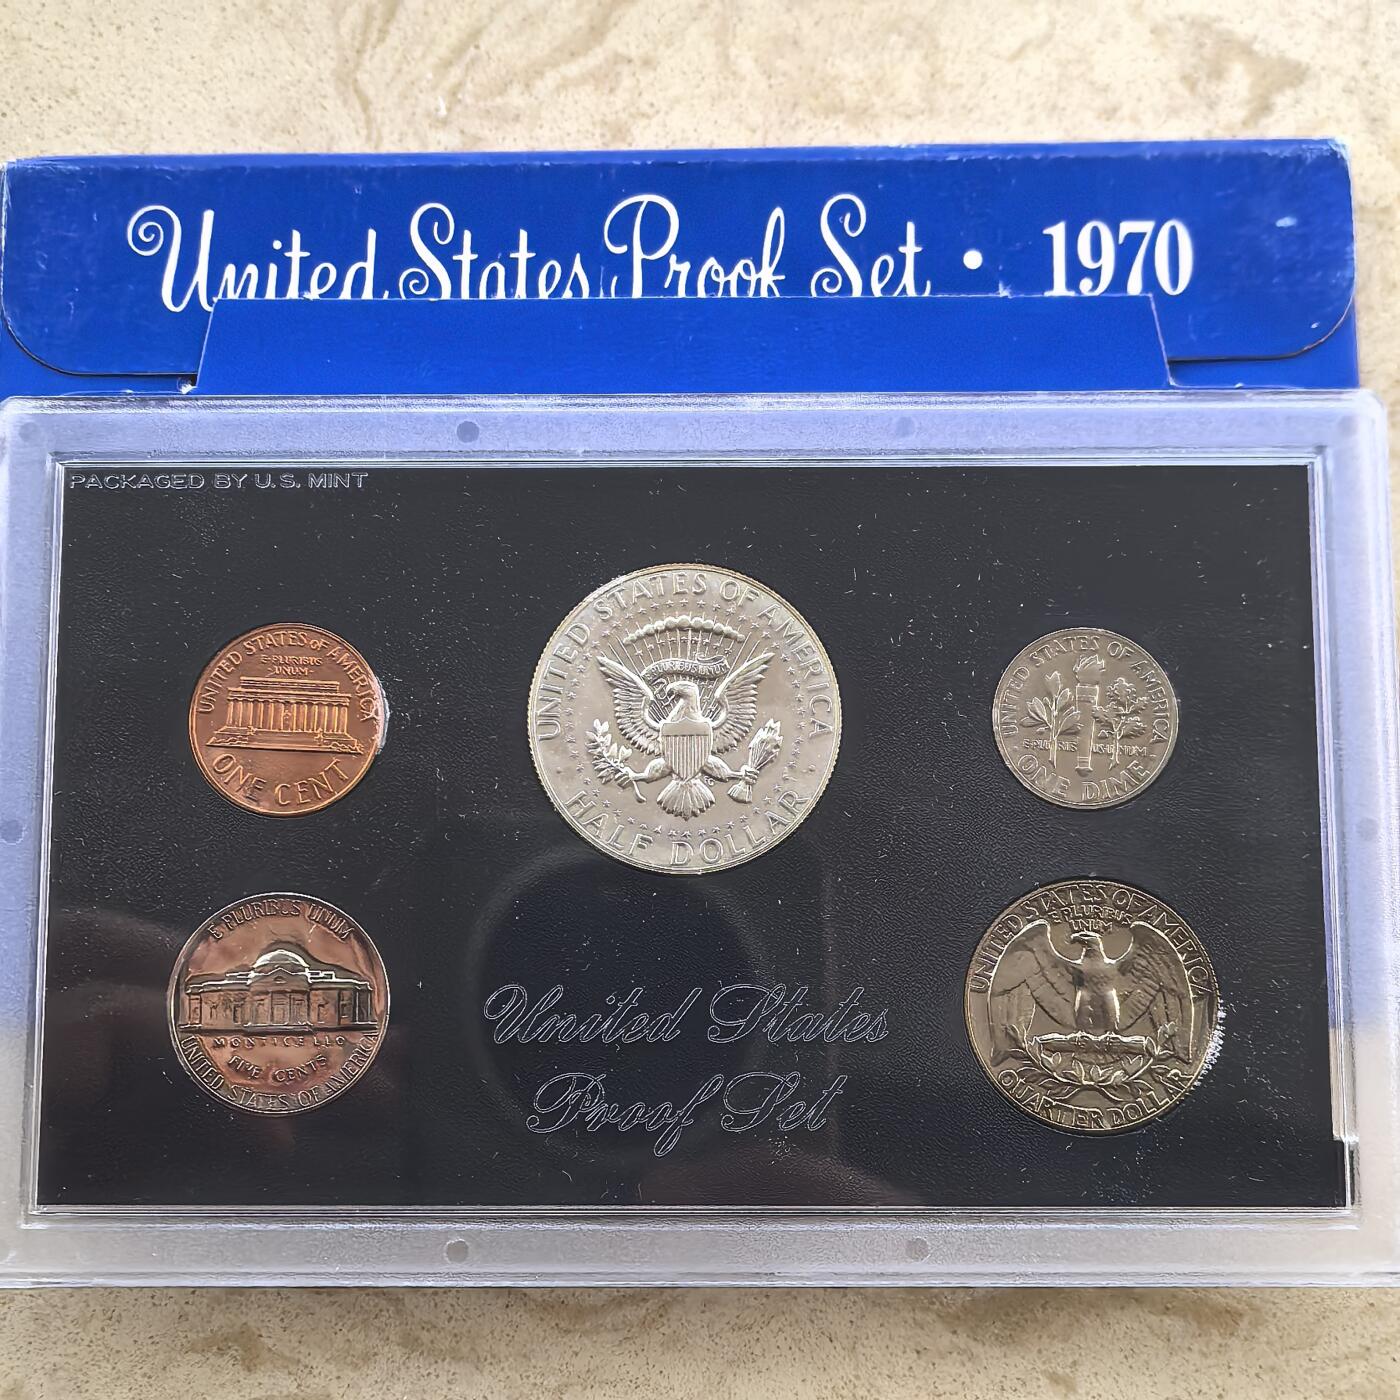 United States Proof Set • 1970
PACKAGED BY U.S. MINT
UNITED STATES of AMERICA
E·PLURIBUS
·UNUM·
ONE CENT
UNITED STATES OF AMERICA
E PLURIBUS UNUM
HALF DOLLAR
UNITED STATES OF AMERICA
E PLURIBUS UNUM
ONE DIME
E PLURIBUS UNUM
MONTICELLO
FIVE CENTS
UNITED STATES OF AMERICA
United States
Proof Set
UNITED STATES OF AMERICA
E PLURIBUS
UNUM
QUARTER DOLLAR